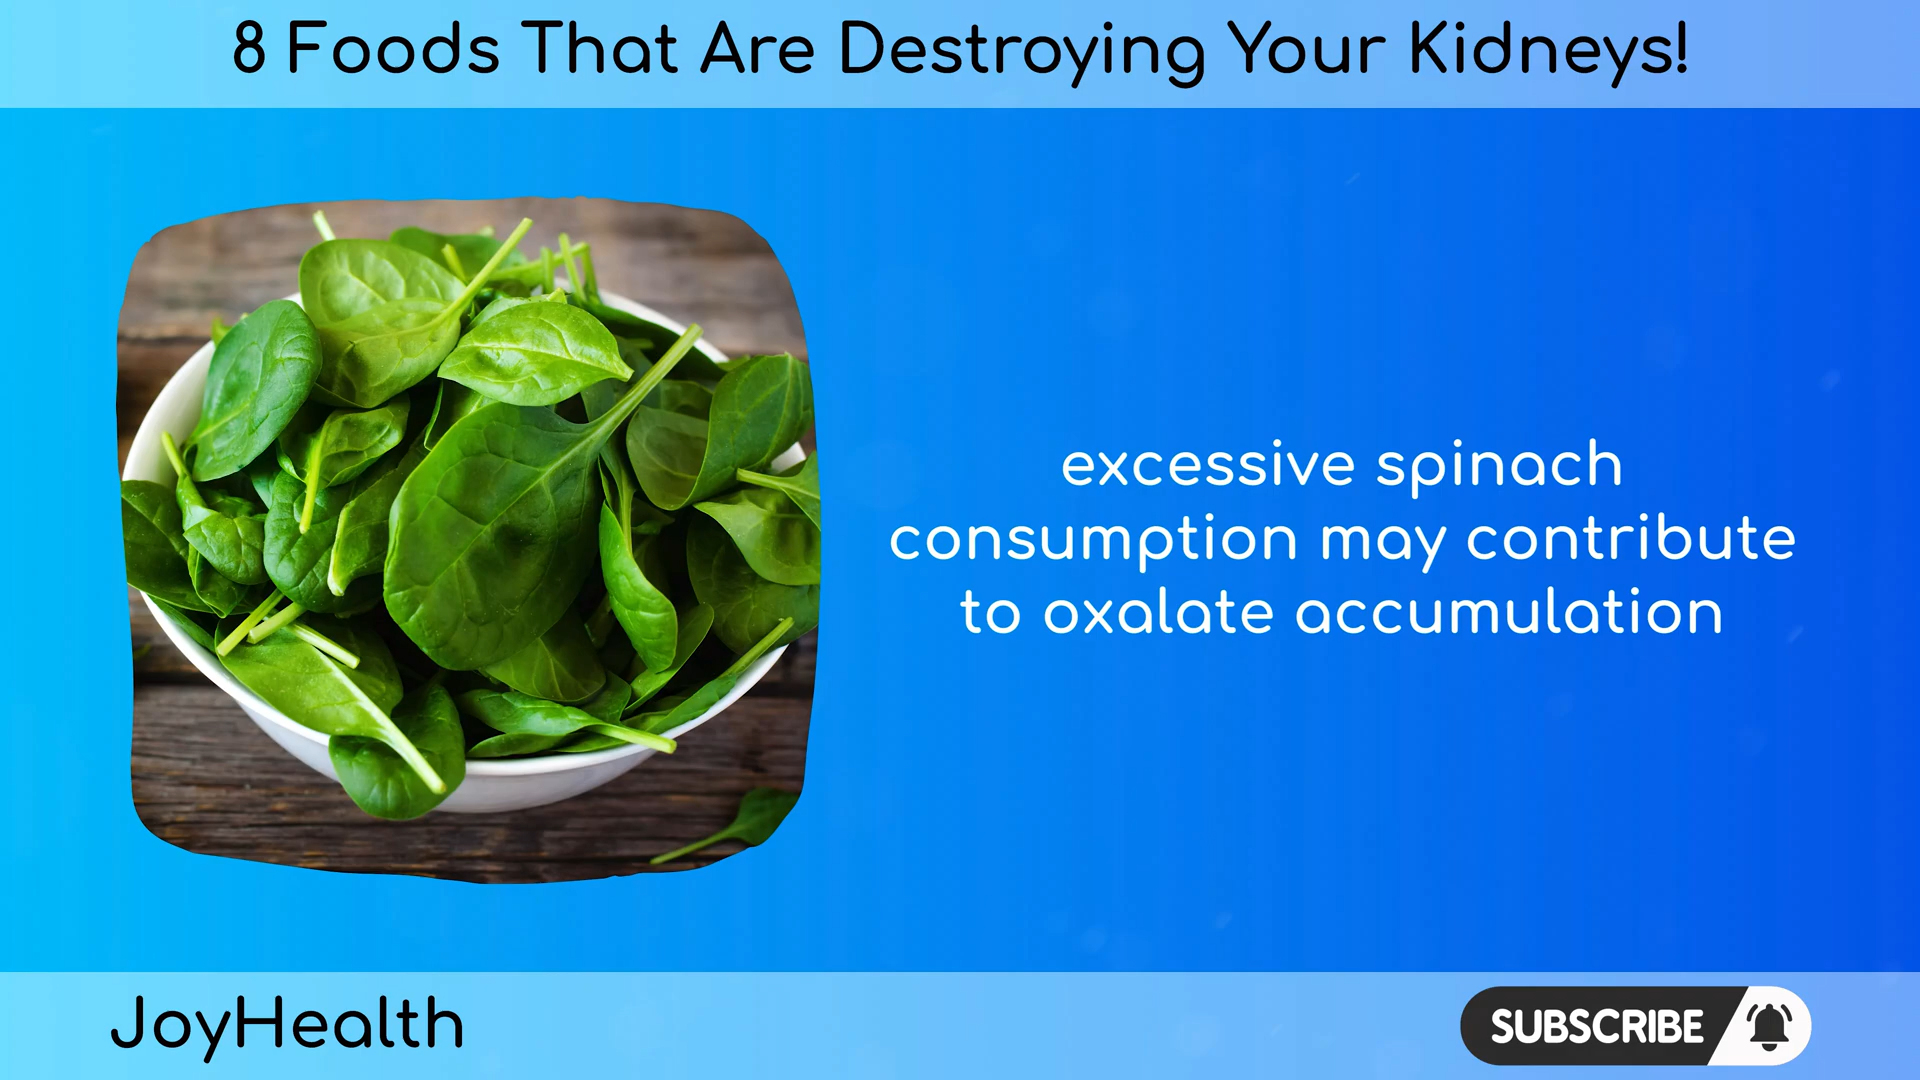 8 Foods That Are Destroying Your Kidneys!
excessive spinach
consumption may contribute
to oxalate accumulation
JoyHealth
SUBSCRIBE